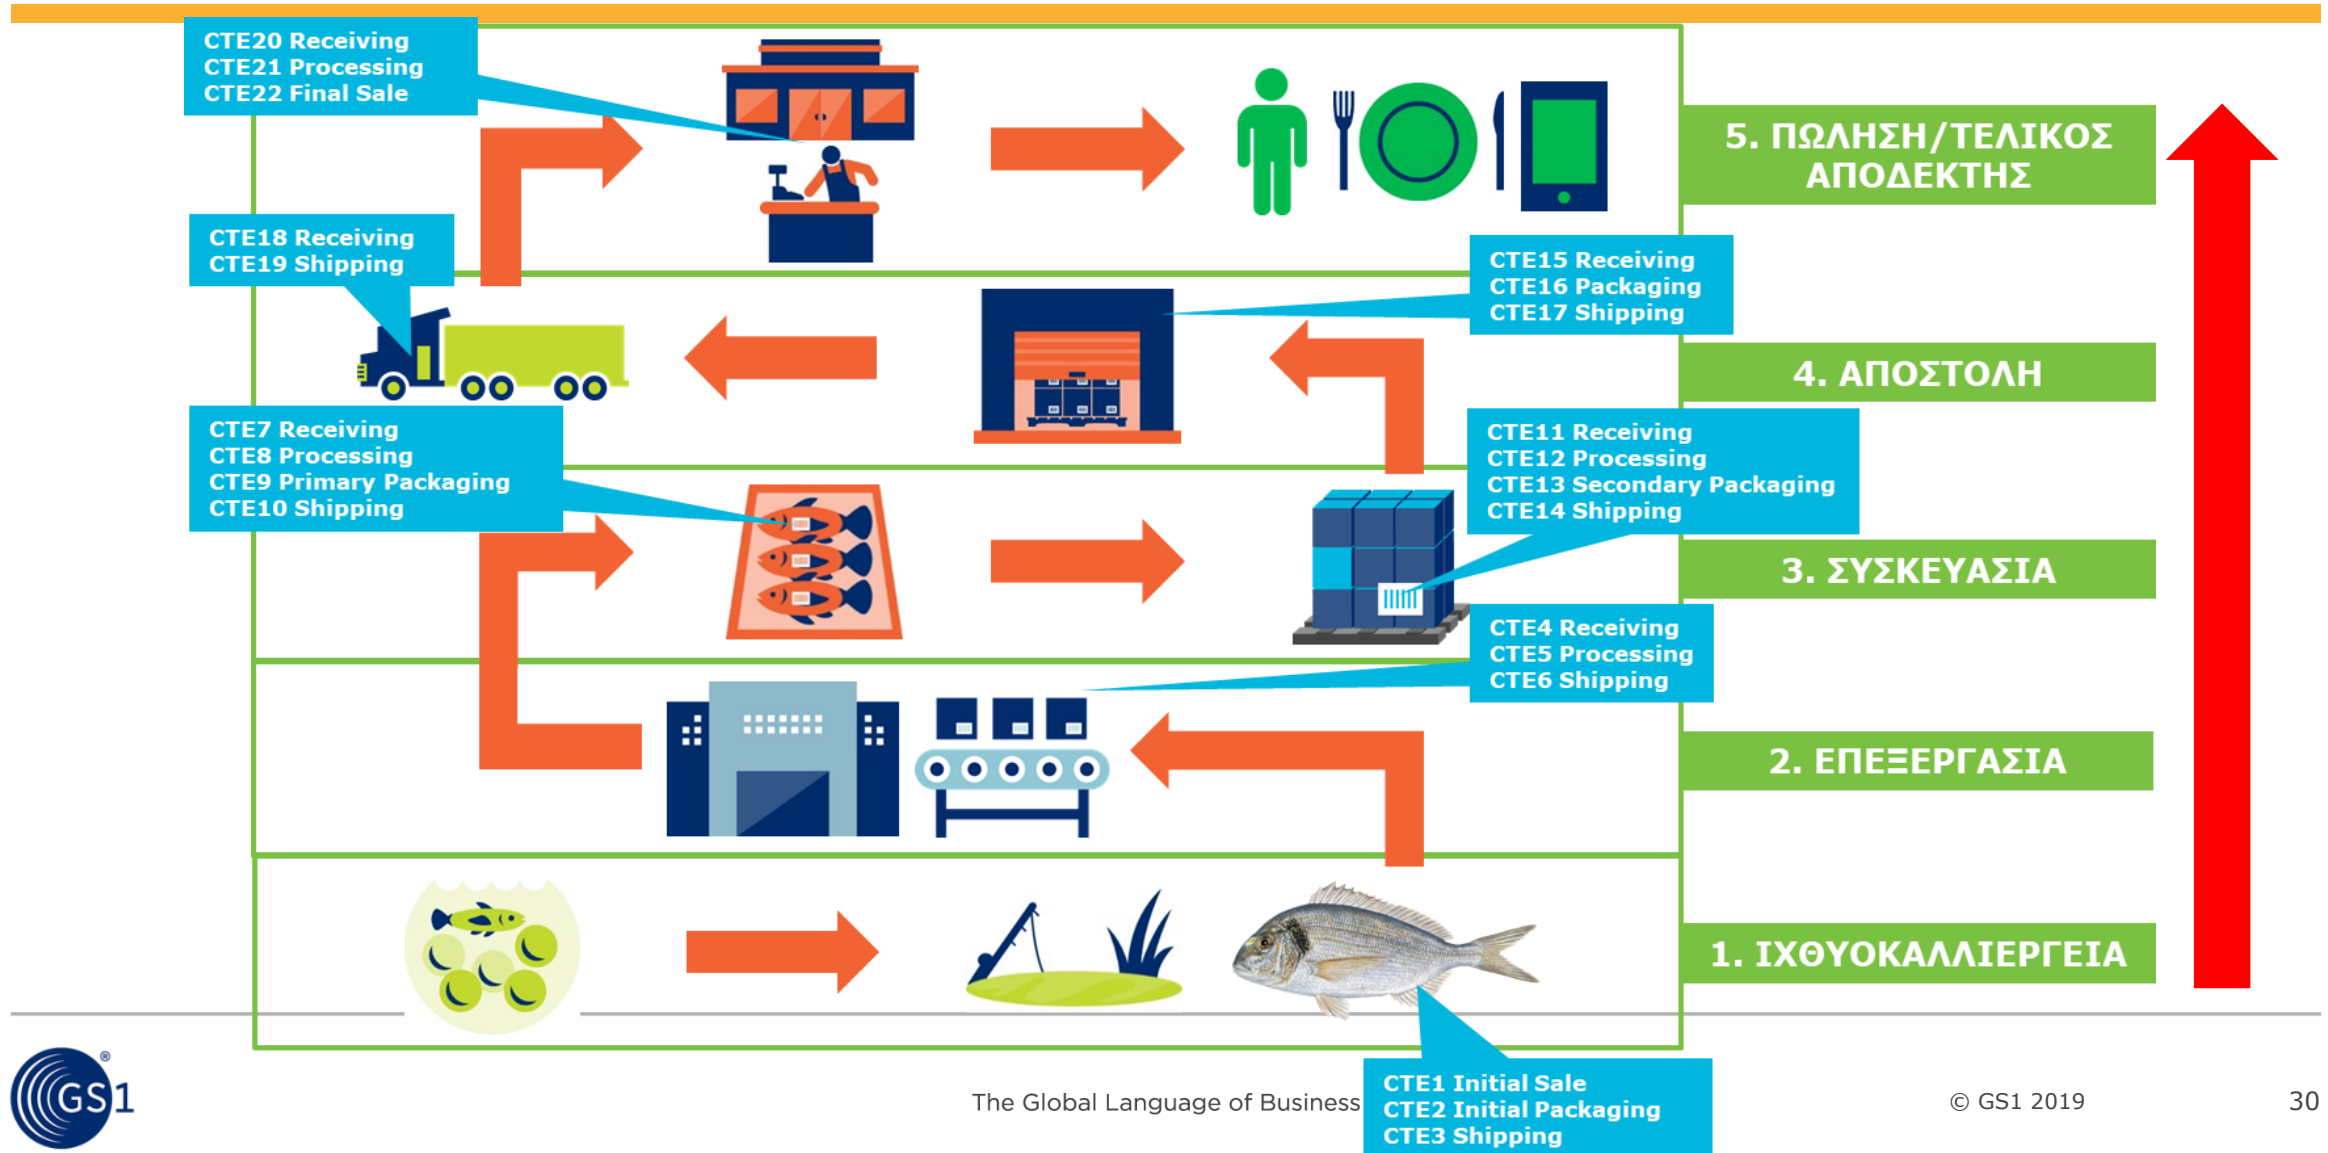 CTE20 Receiving
CTE21 Processing
CTE22 Final Sale
5. ΠΩΛΗΣΗ/ΤΕΛΙΚΟΣ
ΑΠΟΔΕΚΤΗΣ
CTE18 Receiving
CTE19 Shipping
CTE15 Receiving
CTE16 Packaging
CTE17 Shipping
4. ΑΠΟΣΤΟΛΗ
CTE7 Receiving
CTE8 Processing
CTE9 Primary Packaging
CTE10 Shipping
CTE11 Receiving
CTE12 Processing
CTE13 Secondary Packaging
CTE14 Shipping
3. ΣΥΣΚΕΥΑΣΙΑ
CTE4 Receiving
CTE5 Processing
CTE6 Shipping
2. ΕΠΕΞΕΡΓΑΣΙΑ
1. ΙΧΘΥΟΚΑΛΛΙΕΡΓΕΙΑ
CTE1 Initial Sale
CTE2 Initial Packaging
CTE3 Shipping
GS1®
The Global Language of Business
© GS1 2019
30